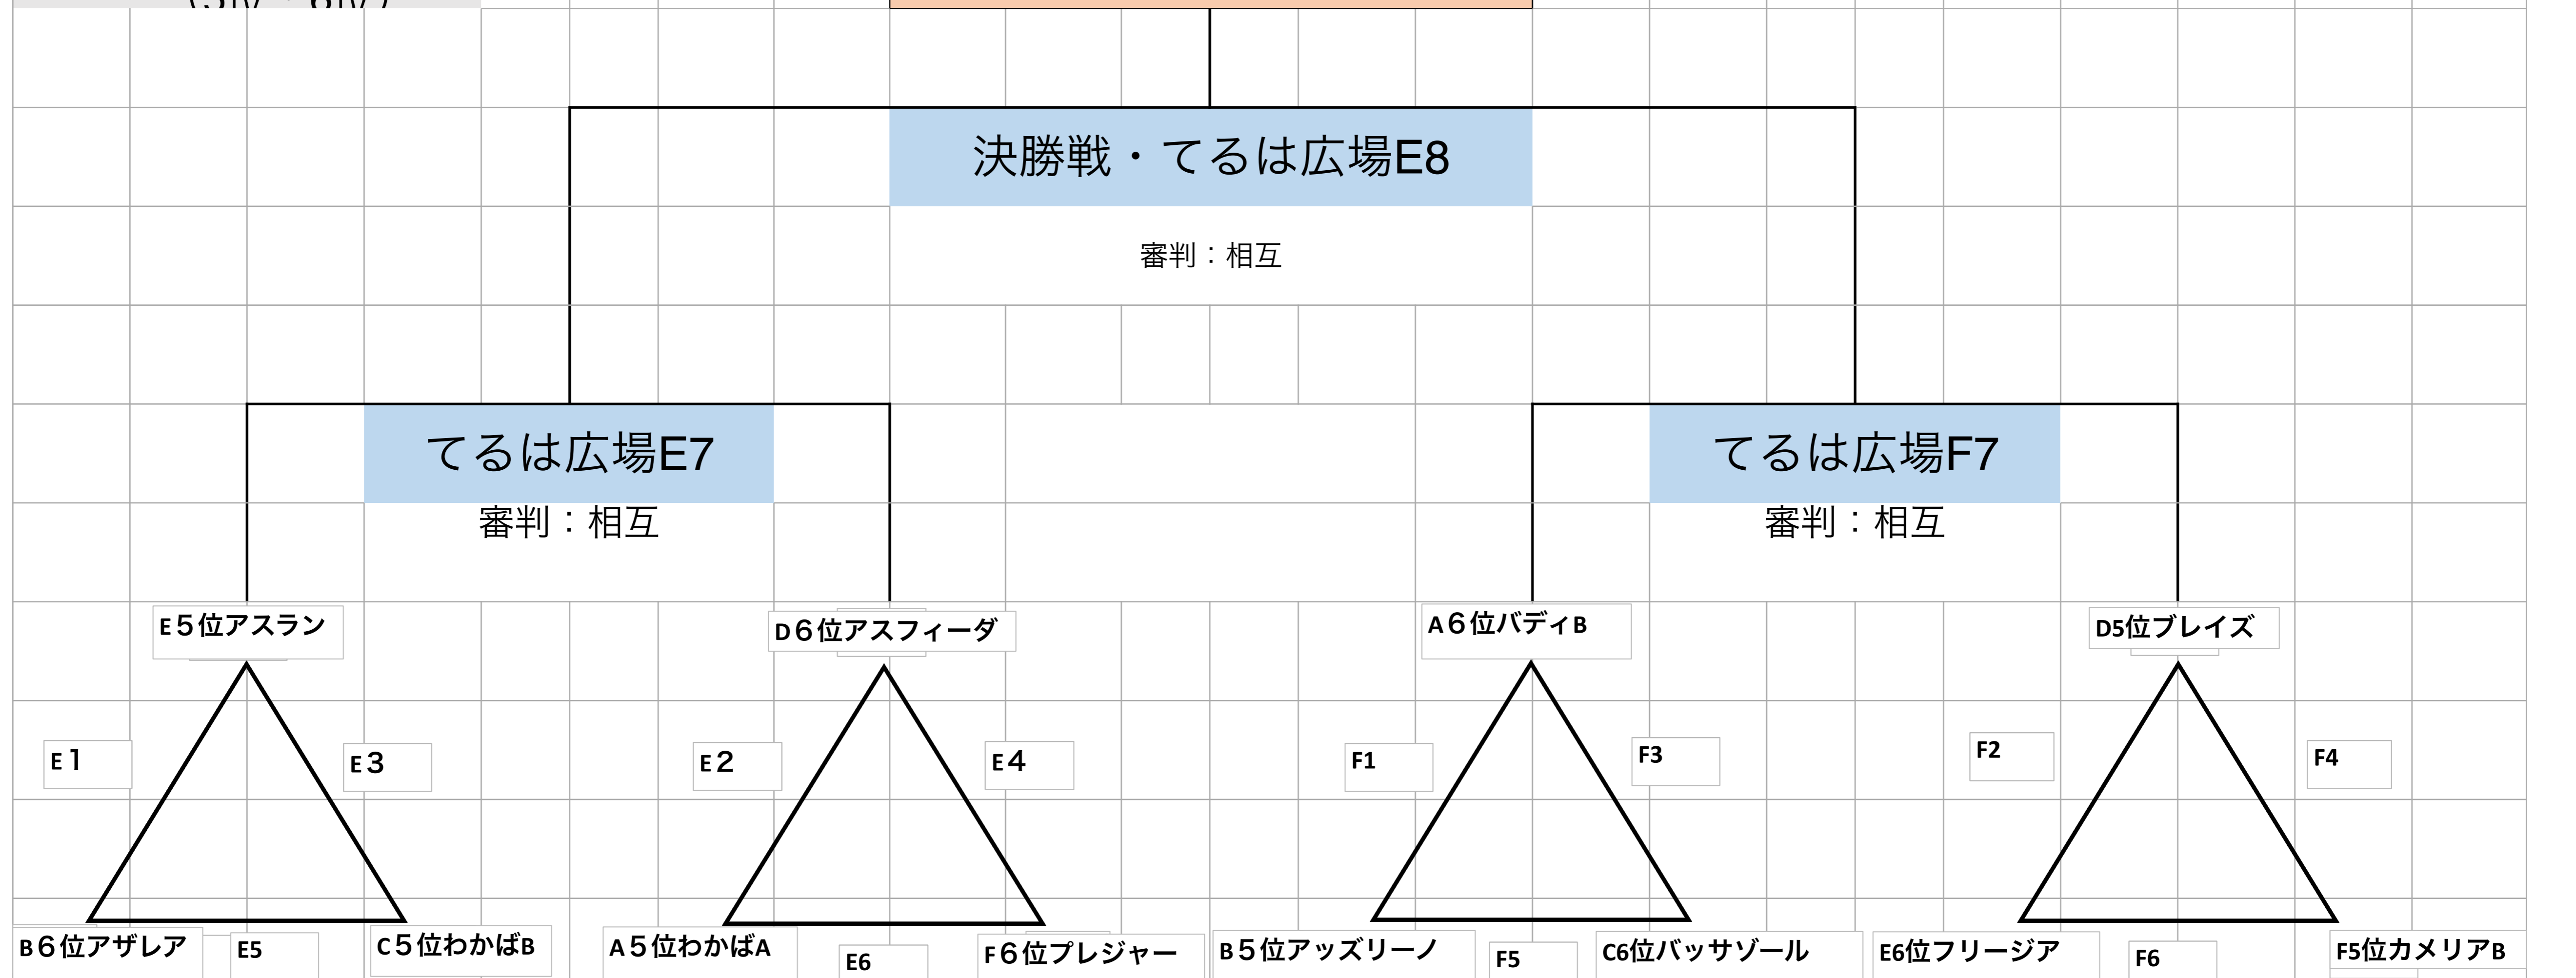 決勝戦・てるは広場E8
審判：相互
てるは広場E7
てるは広場F7
審判：相互
審判：相互
E５位アスラン
D６位アスフィーダ
A６位バディB
D5位ブレイズ
E１
E３
E２
E４
F1
F3
F2
F4
B６位アザレア
E5
C５位わかばB
A５位わかばA
E6
F６位プレジャー
B５位アッズリーノ
F5
C6位バッサゾール
E6位フリージア
F6
F5位カメリアB